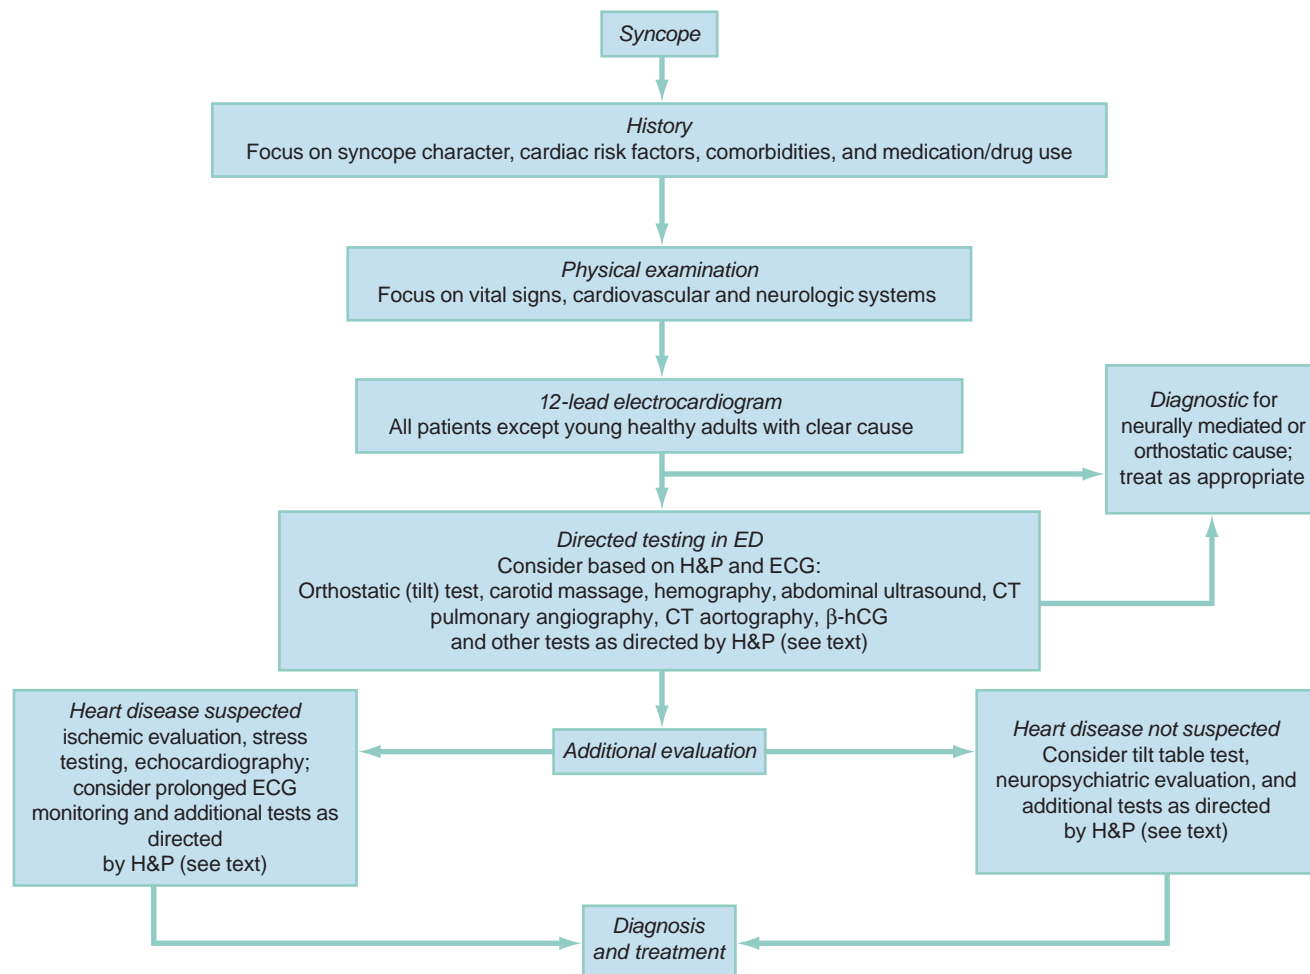 Syncope
History
Focus on syncope character, cardiac risk factors, comorbidities, and medication/drug use
Physical examination
Focus on vital signs, cardiovascular and neurologic systems
12-lead electrocardiogram
All patients except young healthy adults with clear cause
Diagnostic for
neurally mediated or
orthostatic cause;
treat as appropriate
Directed testing in ED
Consider based on H&P and ECG:
Orthostatic (tilt) test, carotid massage, hemography, abdominal ultrasound, CT
pulmonary angiography, CT aortography, β-hCG
and other tests as directed by H&P (see text)
Heart disease suspected
ischemic evaluation, stress
testing, echocardiography;
consider prolonged ECG
monitoring and additional tests as
directed
by H&P (see text)
Additional evaluation
Heart disease not suspected
Consider tilt table test,
neuropsychiatric evaluation, and
additional tests as directed
by H&P (see text)
Diagnosis
and treatment